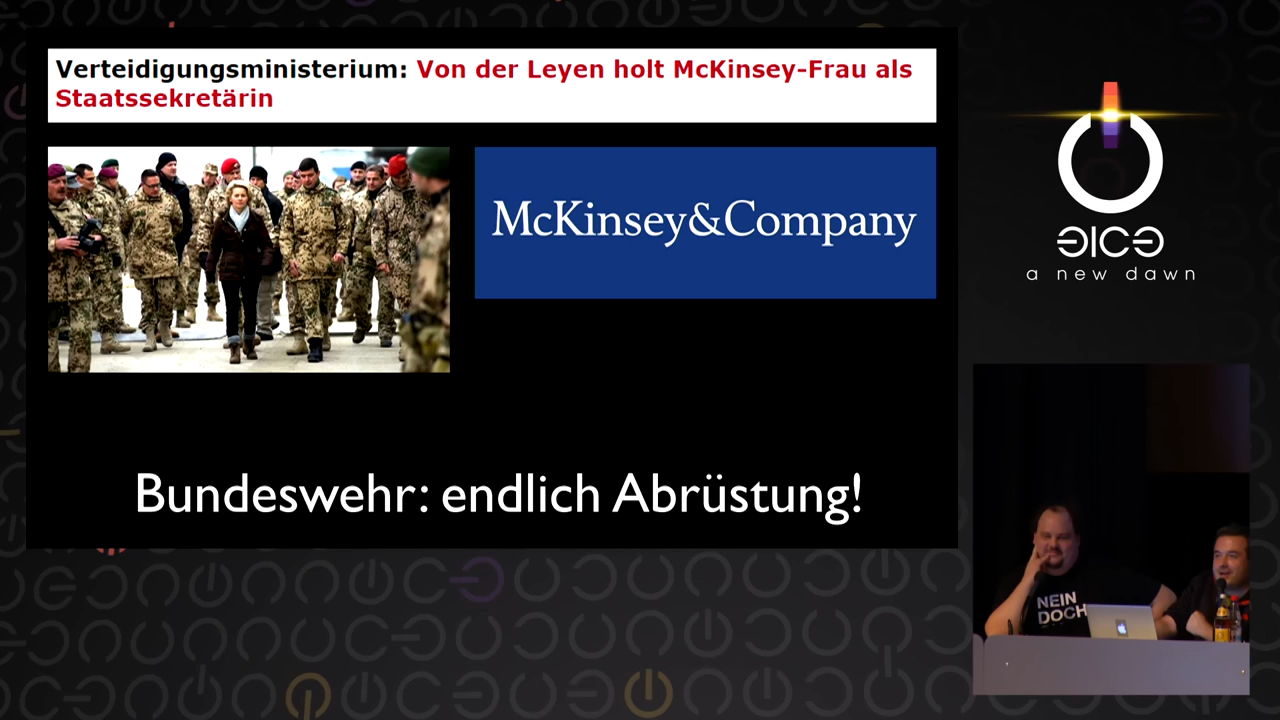 Verteidigungsministerium: Von der Leyen holt McKinsey-Frau als
Staatssekretärin
McKinsey&Company
Bundeswehr: endlich Abrüstung!
a new dawn
NEIN
DOCH